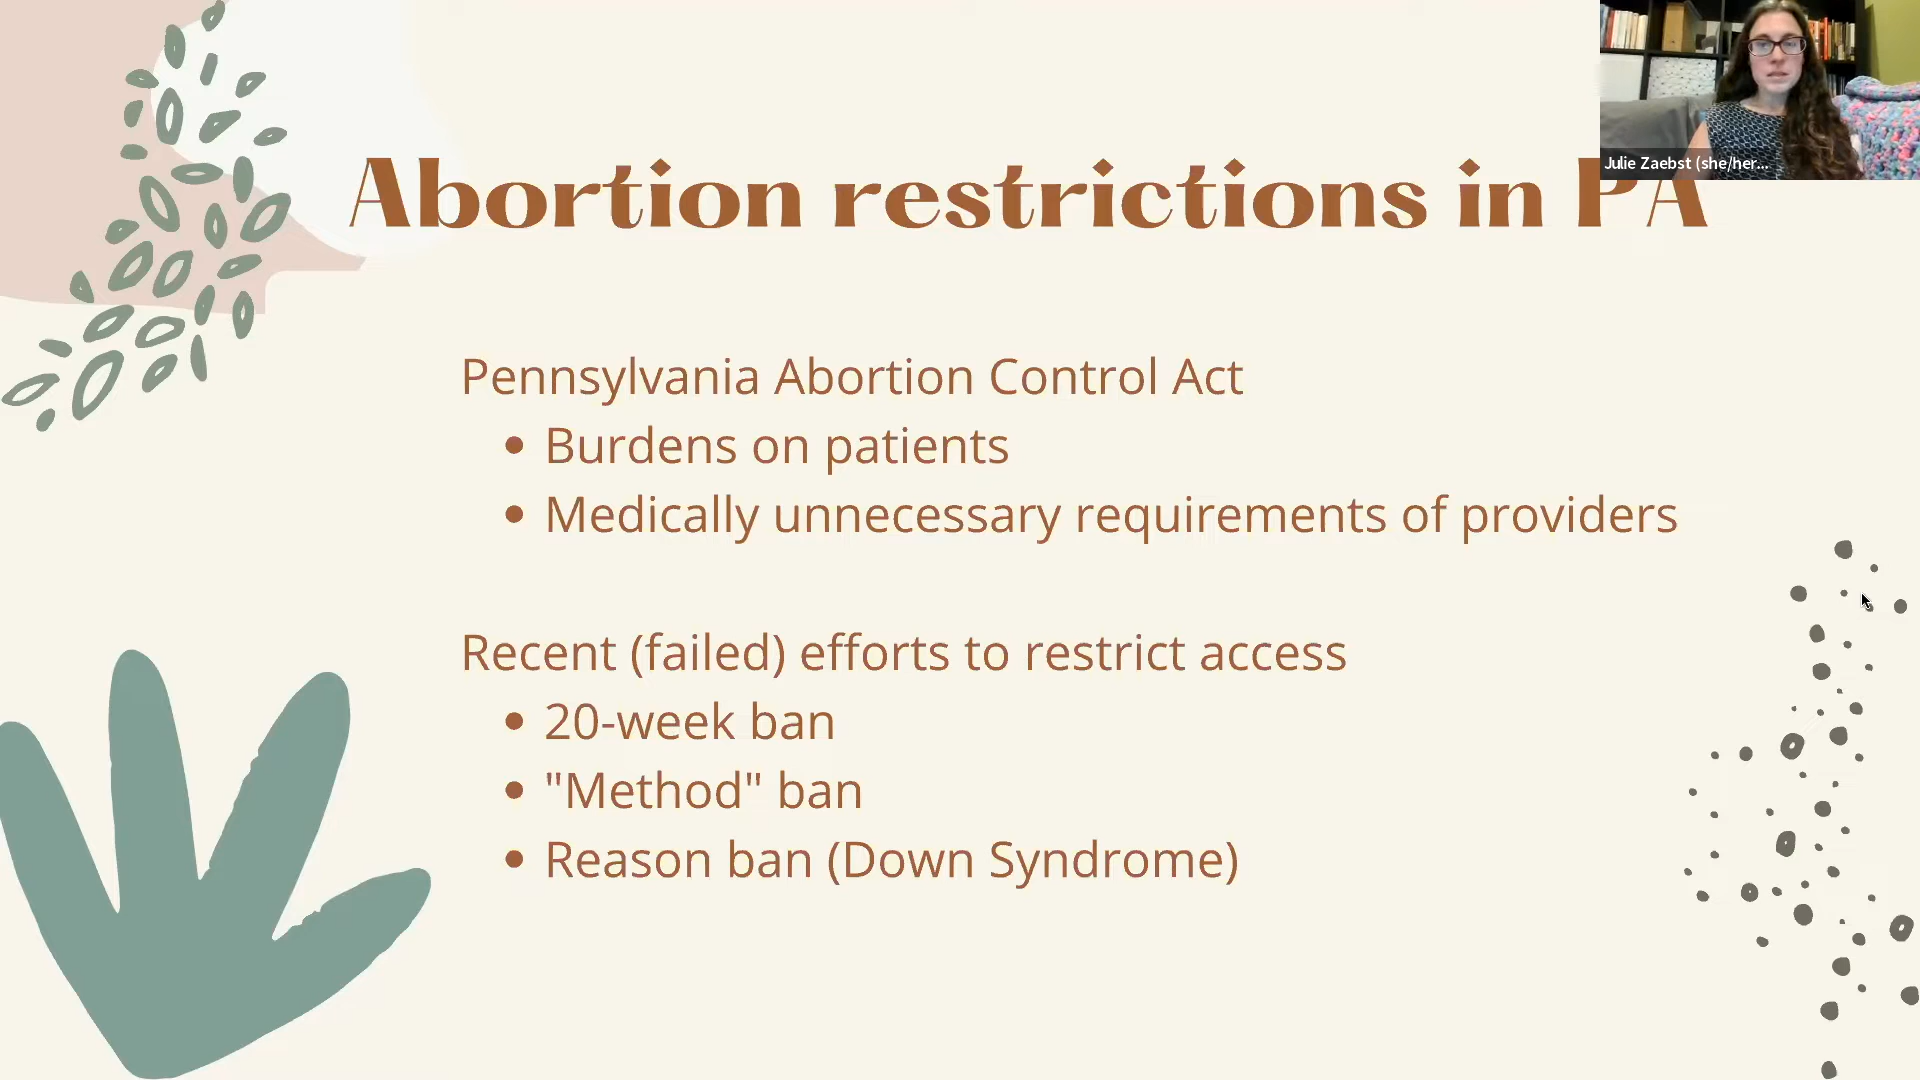 Julie Zaebst (she/her...
Abortion restrictions in PA
Pennsylvania Abortion Control Act
• Burdens on patients
• Medically unnecessary requirements of providers
Recent (failed) efforts to restrict access
• 20-week ban
• "Method" ban
• Reason ban (Down Syndrome)